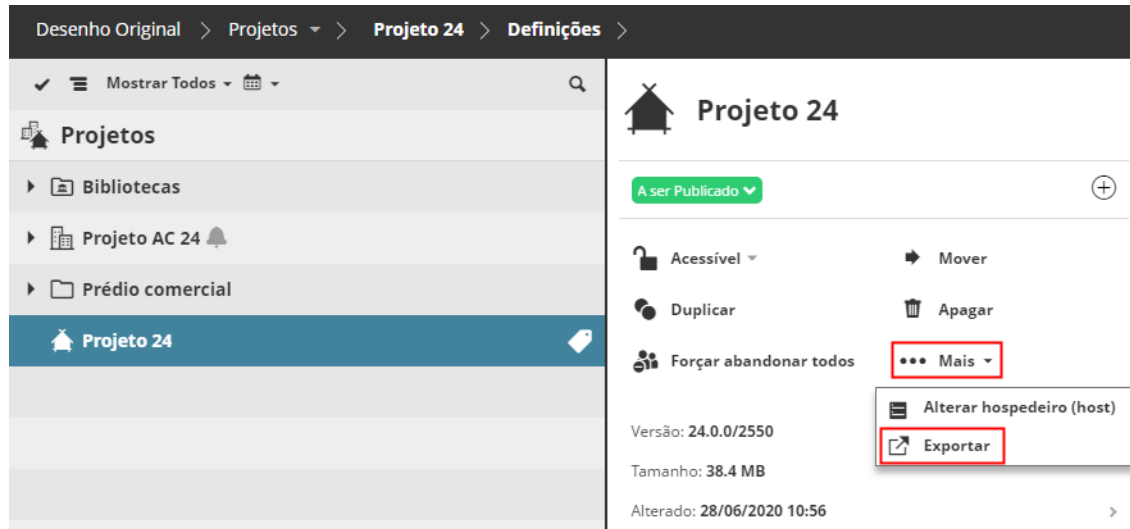 Desenho Original > Projetos > Projeto 24 > Definições >
Mostrar Todos
Projetos
Bibliotecas
Projeto AC 24
Prédio comercial
Projeto 24
Projeto 24
A ser Publicado
Acessível
Mover
Duplicar
Apagar
Forçar abandonar todos
Mais
Alterar hospedeiro (host)
Exportar
Versão: 24.0.0/2550
Tamanho: 38.4 MB
Alterado: 28/06/2020 10:56